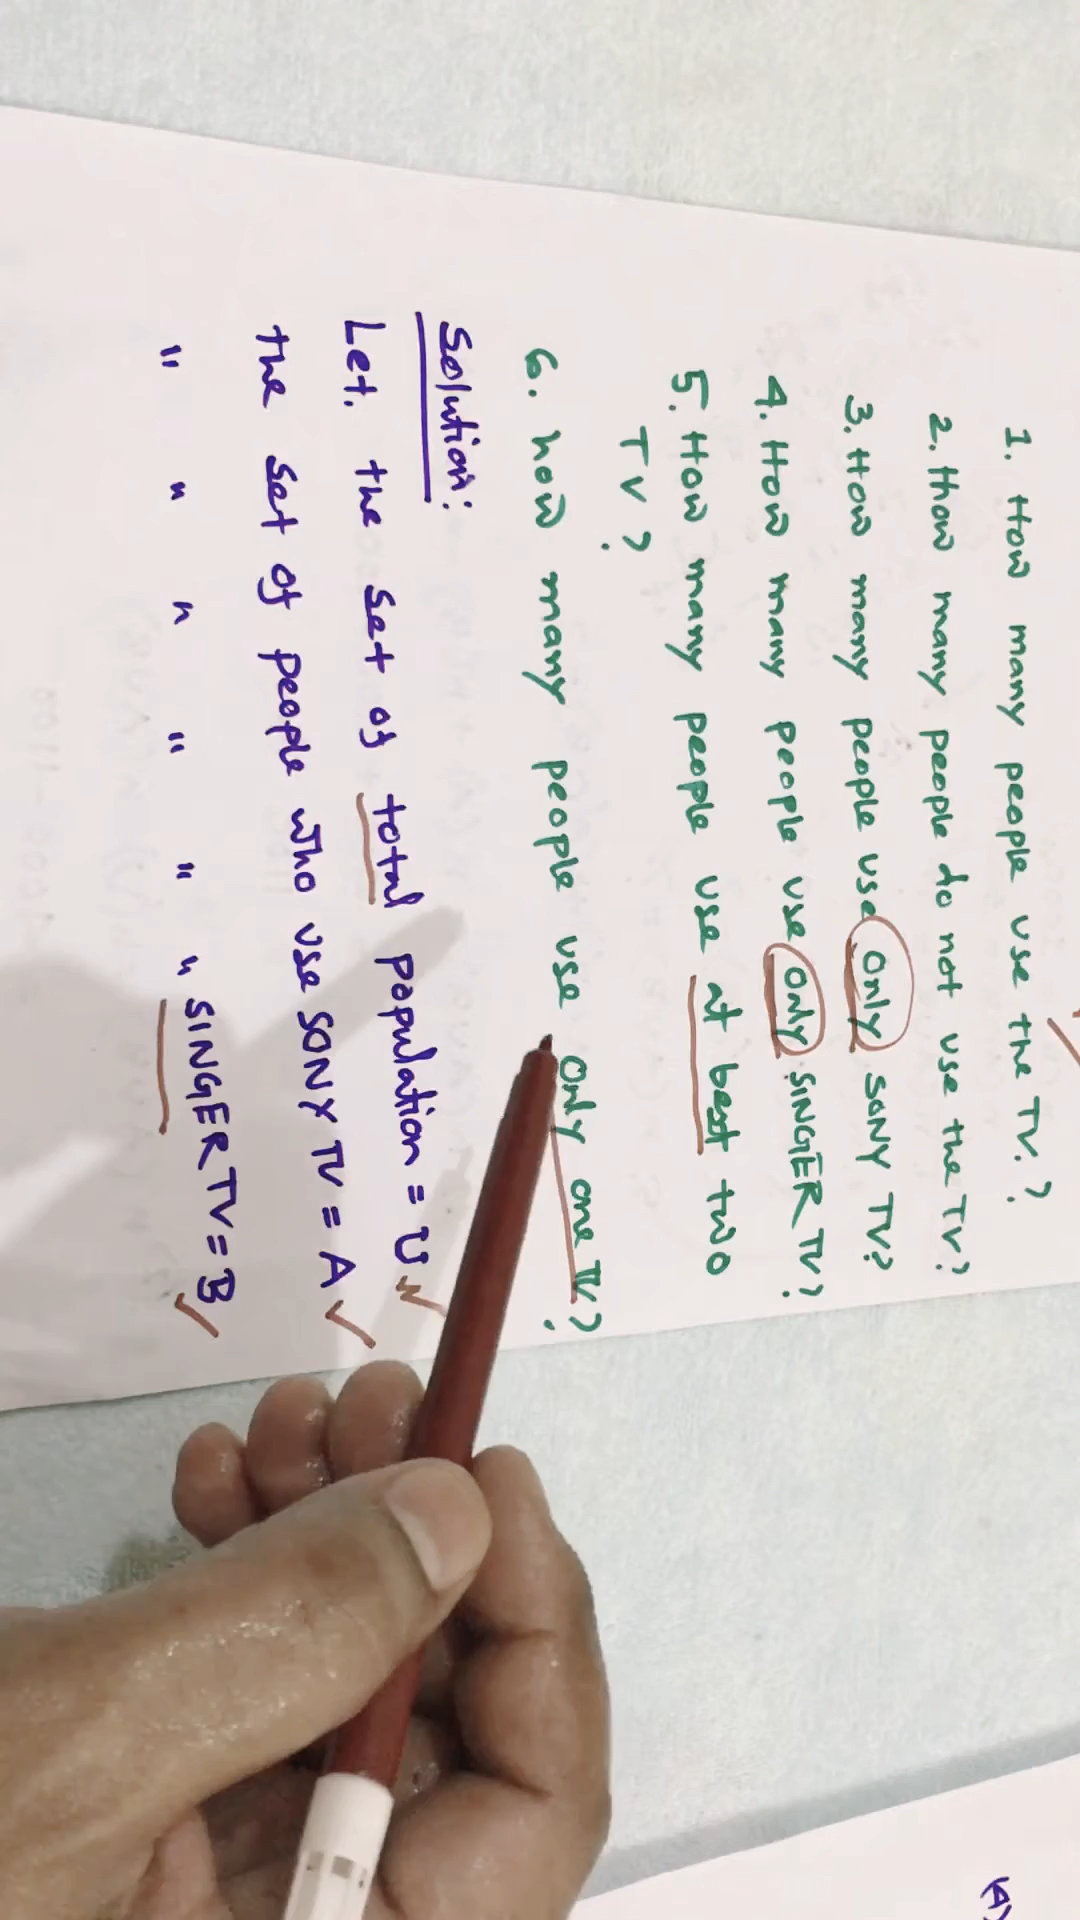 1. How many people use the TV.?
2. Hhow many people do not use the TV?
3. How many people use only SONY TV?
4. How many people use only SINGER TV?
5. How many people use at best two
TV?
6. how many people use only one TV?
Solution:
Let. the set of total population = U
the set of people who use SONY TV = A
" " " " " " SINGER TV = B
(A)